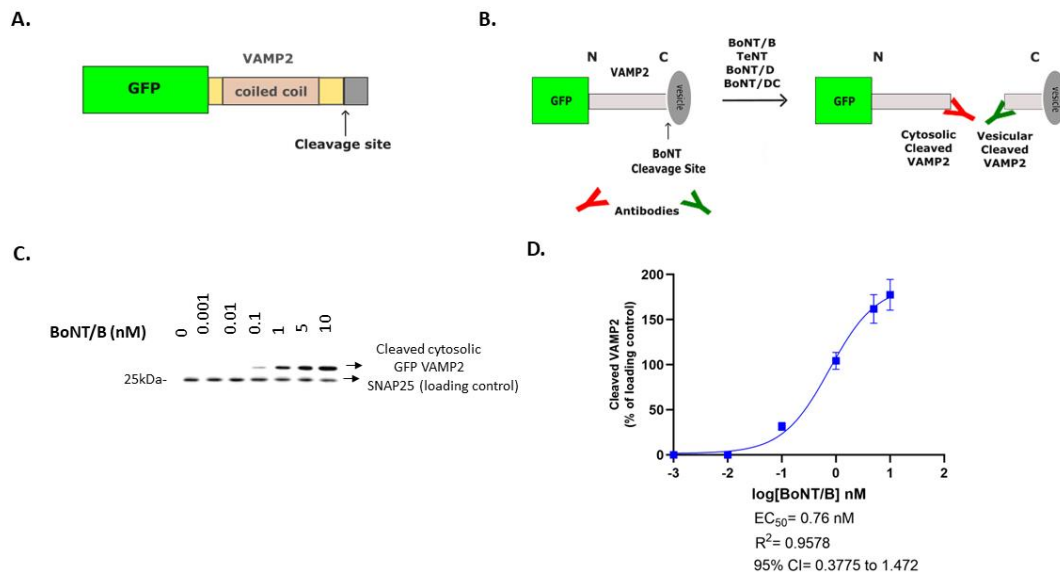 A.
VAMP2
GFP
coiled coil
Cleavage site
B.
N
C
VAMP2
GFP
vesicle
BoNT
Cleavage Site
Antibodies
BoNT/B
TeNT
BoNT/D
BoNT/DC
N
C
GFP
vesicle
Cytosolic
Cleaved
VAMP2
Vesicular
Cleaved
VAMP2
C.
BoNT/B (nM)
0
0.001
0.01
0.1
1
5
10
Cleaved cytosolic
GFP VAMP2
25kDa-
SNAP25 (loading control)
D.
Cleaved VAMP2
(% of loading control)
200
150
100
50
0
-3
-2
-1
0
1
2
log[BoNT/B] nM
EC50= 0.76 nM
R2= 0.9578
95% CI= 0.3775 to 1.472